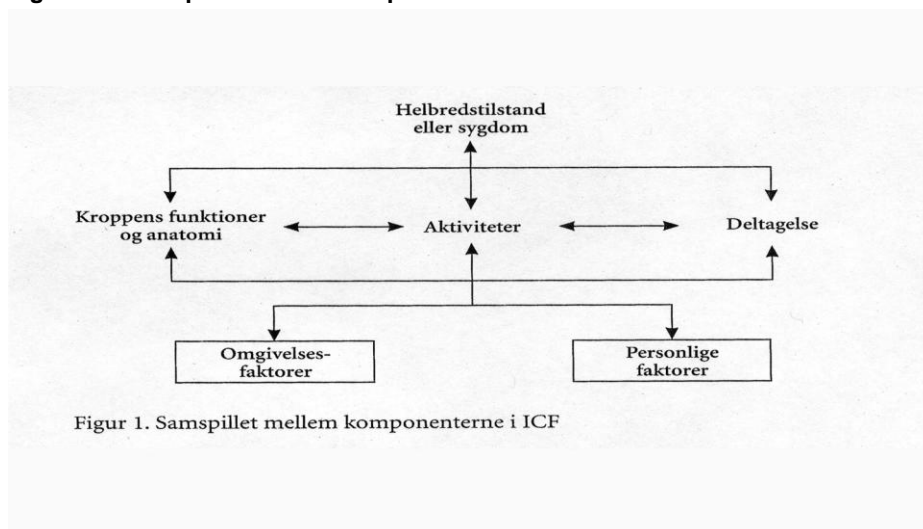 Helbredstilstand
eller sygdom
Kroppens funktioner
og anatomi
Aktiviteter
Deltagelse
Omgivelses-
faktorer
Personlige
faktorer
Figur 1. Samspillet mellem komponenterne i ICF